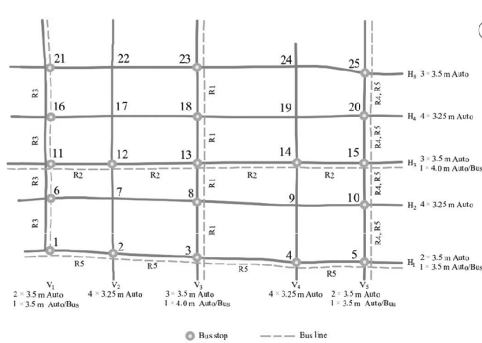 21 22 23 24 25
H₅ 3 × 3.5 m Auto
R3 R1 R4, R5
16 17 18 19 20
H₄ 4 × 3.25 m Auto
R3 R1 R4, R5
11 12 13 14 15
H₃ 3 × 3.5 m Auto
1 × 4.0 m Auto/Bus
R2 R2 R2 R2
R3 R1 R4, R5
6 7 8 9 10
H₂ 4 × 3.25 m Auto
R3 R1 R4, R5
1 2 3 4 5
H₁ 2 × 3.5 m Auto
1 × 3.5 m Auto/Bus
R5 R5 R5 R5
V₁ V₂ V₃ V₄ V₅
2 × 3.5 m Auto 4 × 3.25 m Auto 3 × 3.5 m Auto 4 × 3.25 m Auto 2 × 3.5 m Auto
1 × 3.5 m Auto/Bus 1 × 4.0 m Auto/Bus 1 × 3.5 m Auto/Bus
Bus stop Bus line